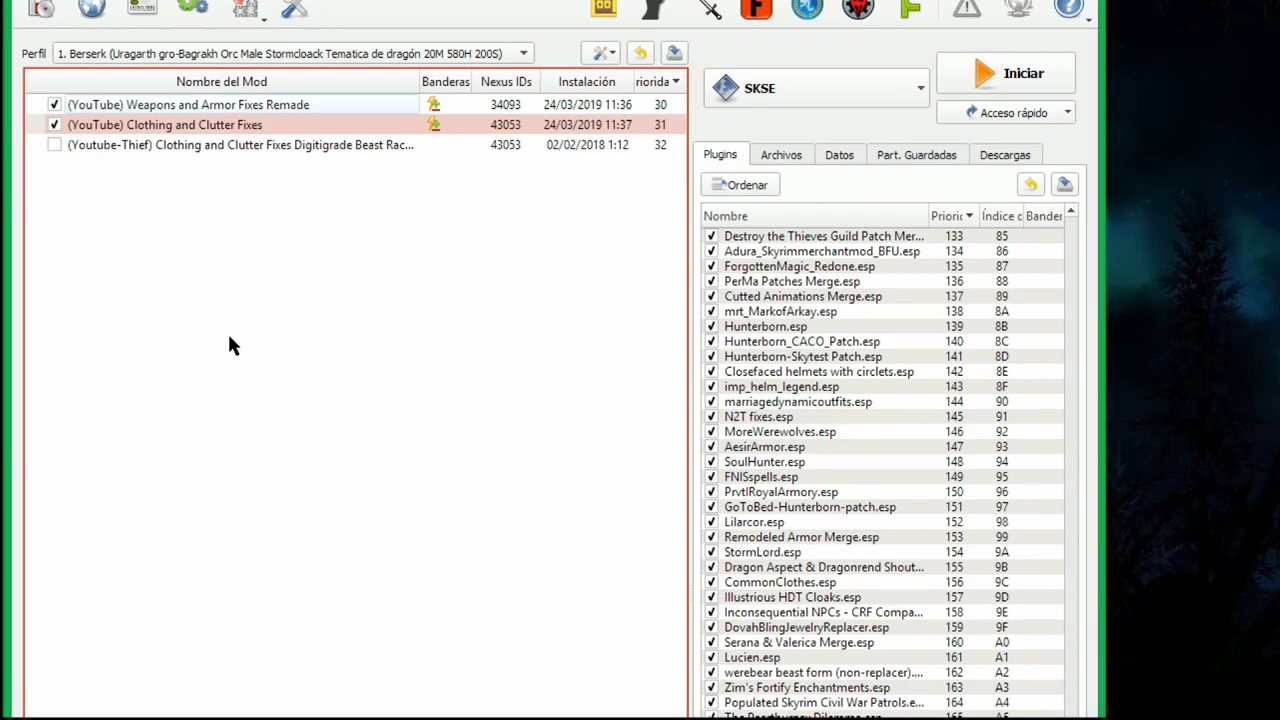 Perfil 1. Berserk (Uragarth gro-Bagrakh Orc Male Stormcloack Tematica de dragón 20M 580H 200S)
Nombre del Mod Banderas Nexus IDs Instalación riorida
(YouTube) Weapons and Armor Fixes Remade 34093 24/03/2019 11:36 30
(YouTube) Clothing and Clutter Fixes 43053 24/03/2019 11:37 31
(Youtube-Thief) Clothing and Clutter Fixes Digitigrade Beast Rac... 43053 02/02/2018 1:12 32
SKSE
Iniciar
Acceso rápido
Plugins Archivos Datos Part. Guardadas Descargas
Ordenar
Nombre Prioric Índice c Bander
Destroy the Thieves Guild Patch Mer... 133 85
Adura_Skyrimmerchantmod_BFU.esp 134 86
ForgottenMagic_Redone.esp 135 87
PerMa Patches Merge.esp 136 88
Cutted Animations Merge.esp 137 89
mrt_MarkofArkay.esp 138 8A
Hunterborn.esp 139 8B
Hunterborn_CACO_Patch.esp 140 8C
Hunterborn-Skytest Patch.esp 141 8D
Closefaced helmets with circlets.esp 142 8E
imp_helm_legend.esp 143 8F
marriagedynamicoutfits.esp 144 90
N2T fixes.esp 145 91
MoreWerewolves.esp 146 92
AesirArmor.esp 147 93
SoulHunter.esp 148 94
FNISspells.esp 149 95
PrvtIRoyalArmory.esp 150 96
GoToBed-Hunterborn-patch.esp 151 97
Lilarcor.esp 152 98
Remodeled Armor Merge.esp 153 99
StormLord.esp 154 9A
Dragon Aspect & Dragonrend Shout... 155 9B
CommonClothes.esp 156 9C
Illustrious HDT Cloaks.esp 157 9D
Inconsequential NPCs - CRF Compa... 158 9E
DovahBlingJewelryReplacer.esp 159 9F
Serana & Valerica Merge.esp 160 A0
Lucien.esp 161 A1
werebear beast form (non-replacer).... 162 A2
Zim's Fortify Enchantments.esp 163 A3
Populated Skyrim Civil War Patrols.e... 164 A4